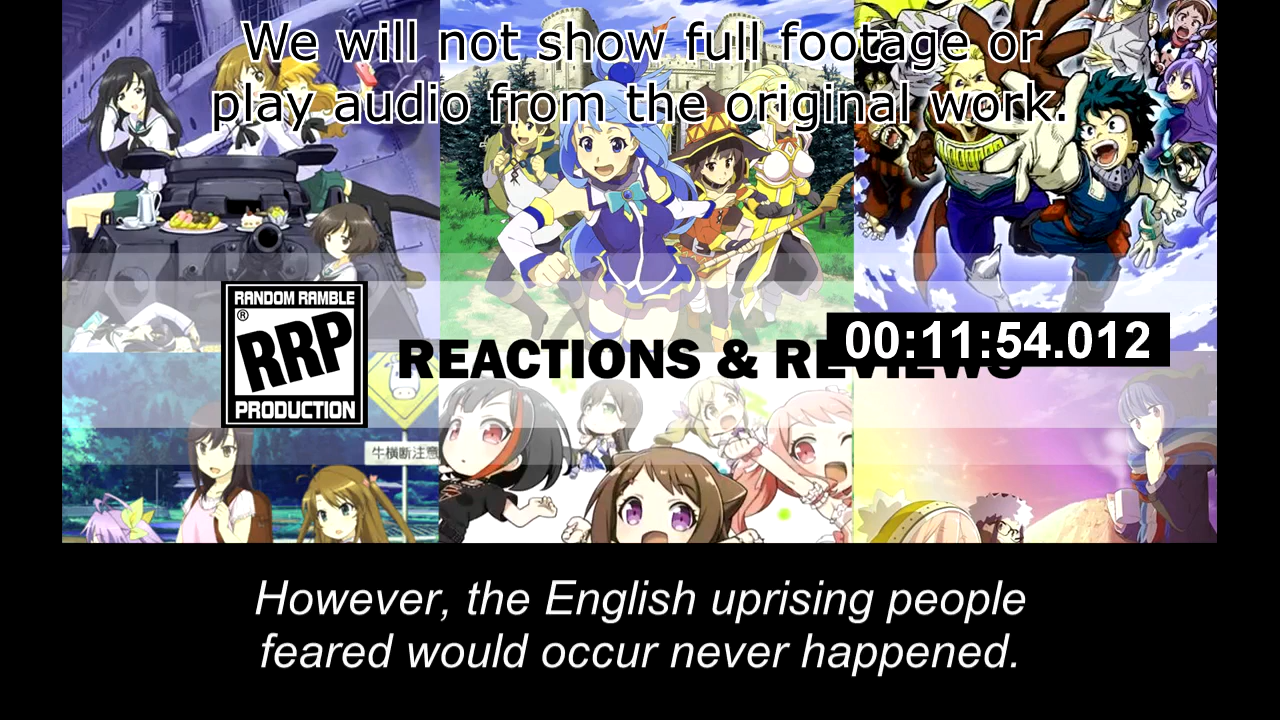 We will not show full footage or
play audio from the original work.
RANDOM RAMBLE
®
RRP
PRODUCTION
REACTIONS & REVIEWS
00:11:54.012
牛横断注意
However, the English uprising people
feared would occur never happened.